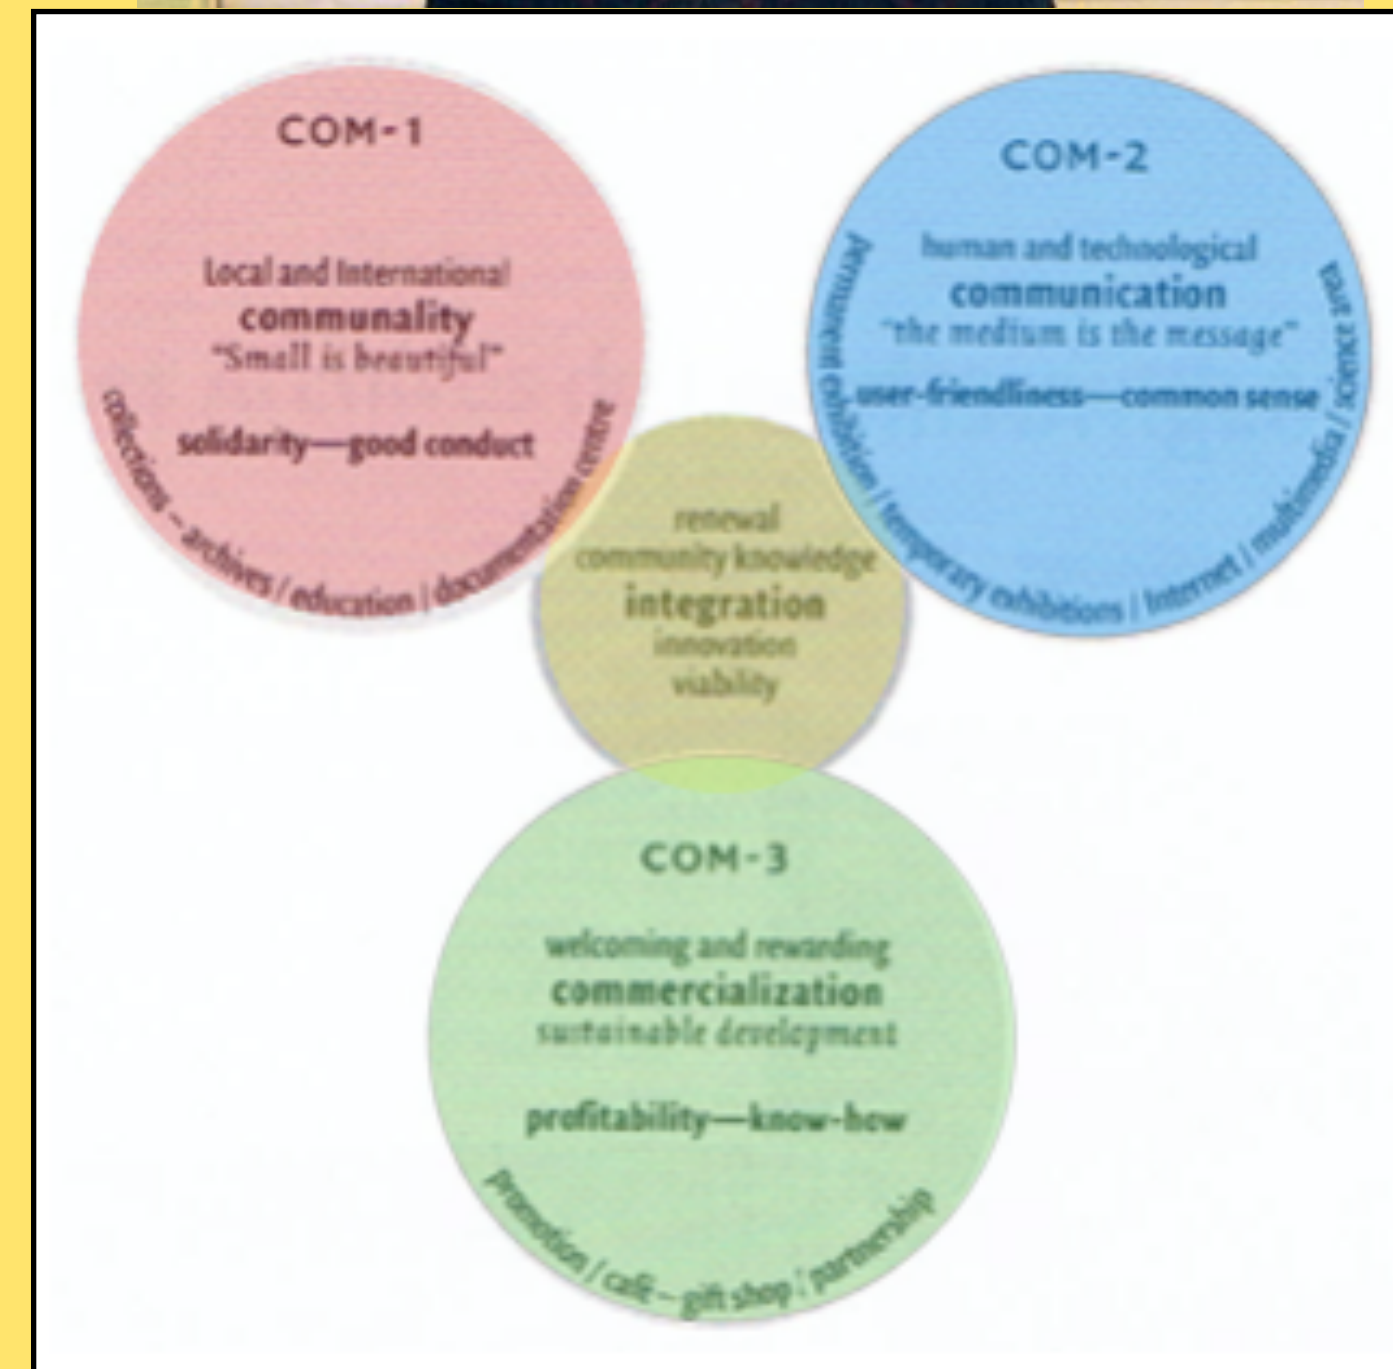 COM-1
Local and International
communality
"Small is beautiful"
solidarity—good conduct
collections – archives / education / documentation centre
COM-2
human and technological
communication
"the medium is the message"
user-friendliness—common sense
permanent exhibition / temporary exhibitions / Internet / multimedia / science area
renewal
community knowledge
integration
innovation
viability
COM-3
welcoming and rewarding
commercialization
sustainable development
profitability—know-how
promotion / café – gift shop / partnership